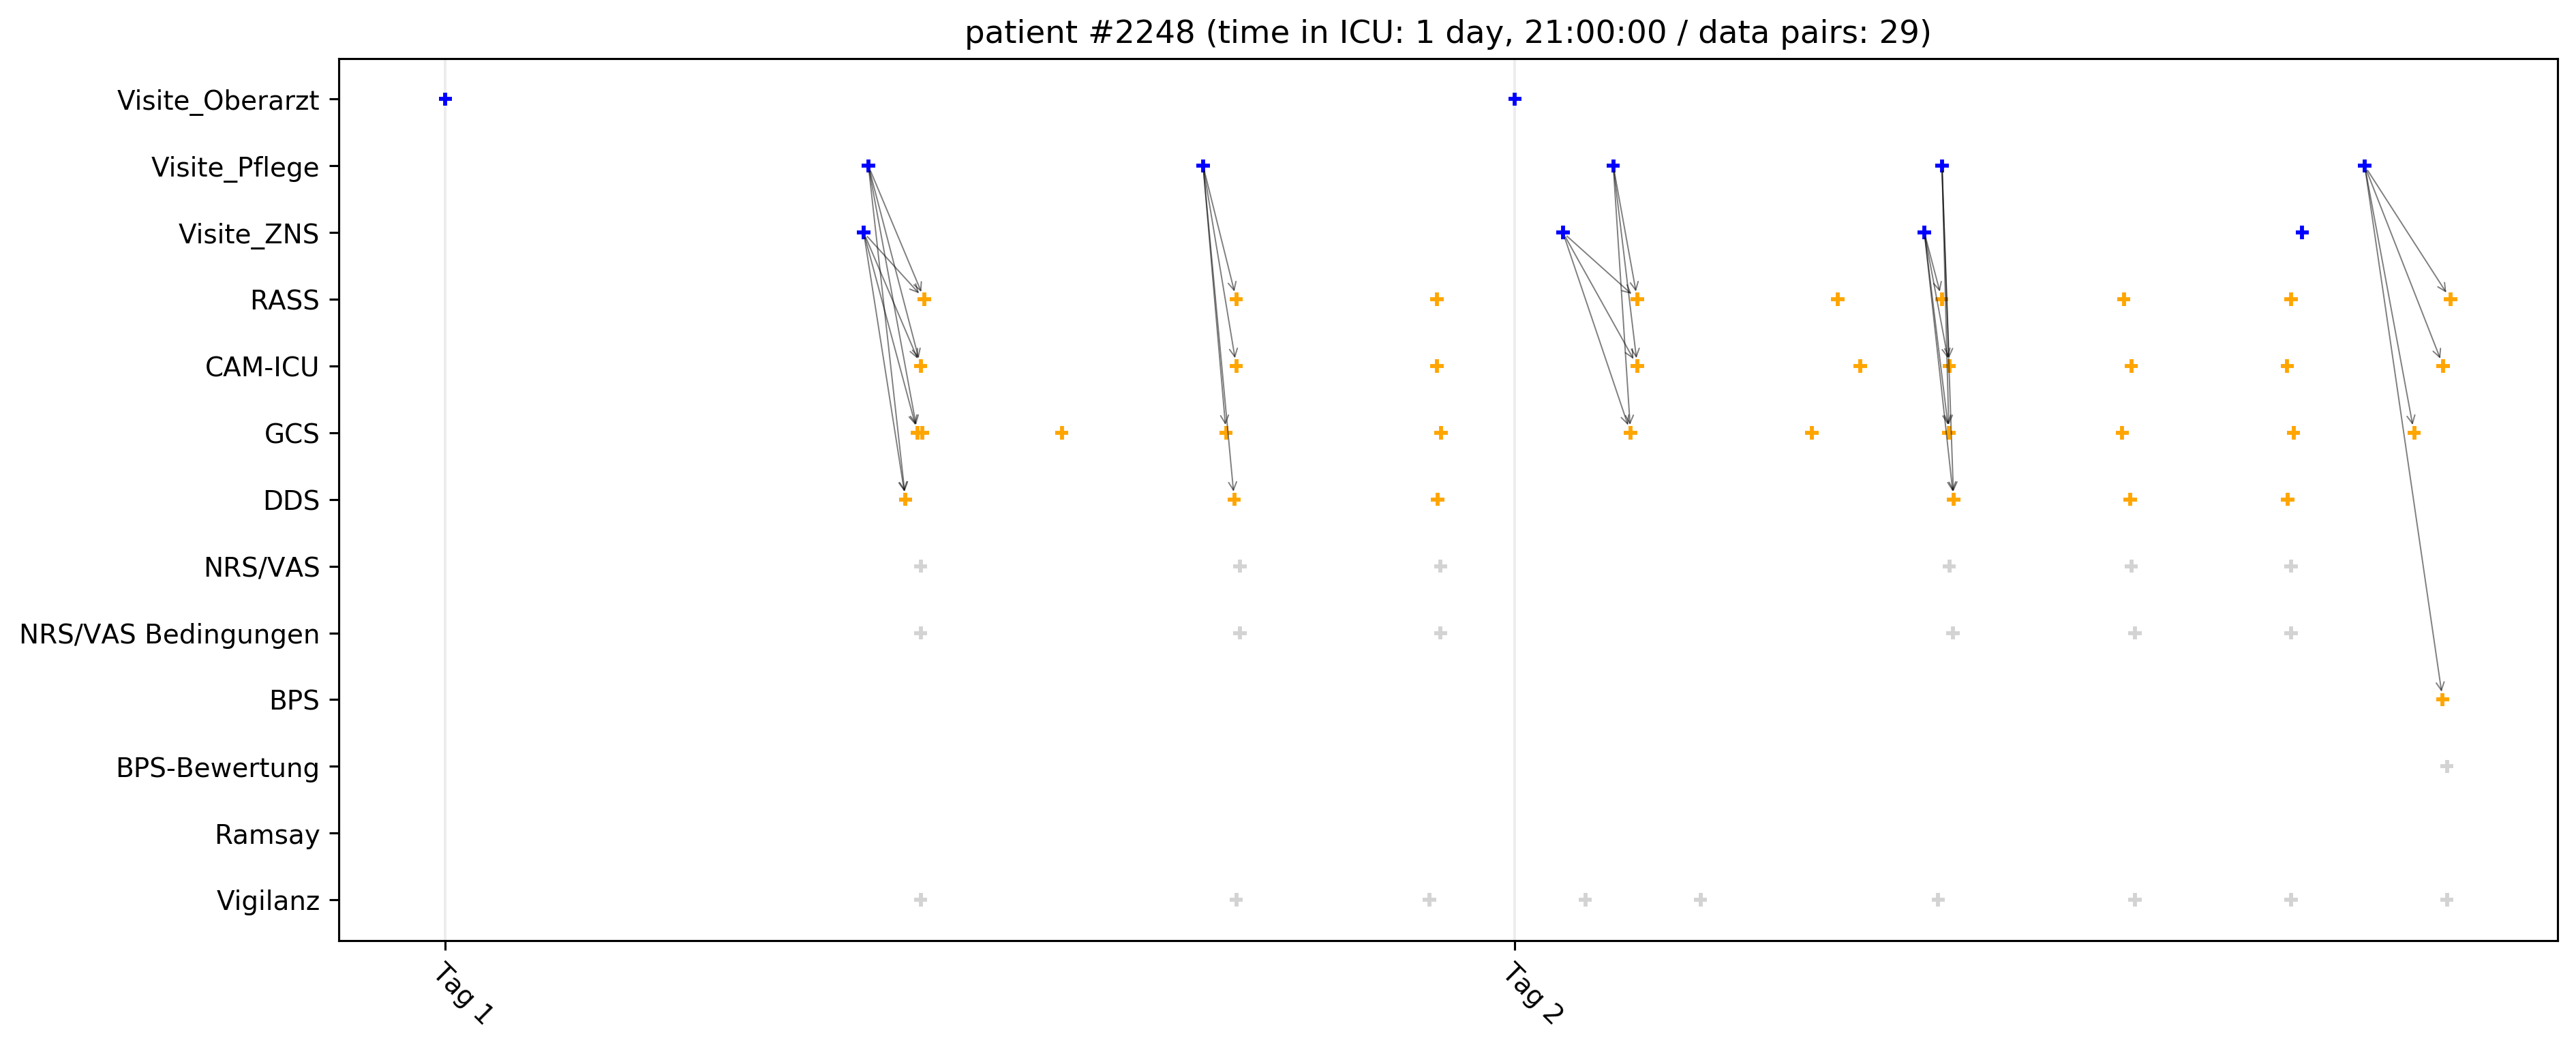 patient #2248 (time in ICU: 1 day, 21:00:00 / data pairs: 29)
Visite_Oberarzt
Visite_Pflege
Visite_ZNS
RASS
CAM-ICU
GCS
DDS
NRS/VAS
NRS/VAS Bedingungen
BPS
BPS-Bewertung
Ramsay
Vigilanz
Tag 1
Tag 2